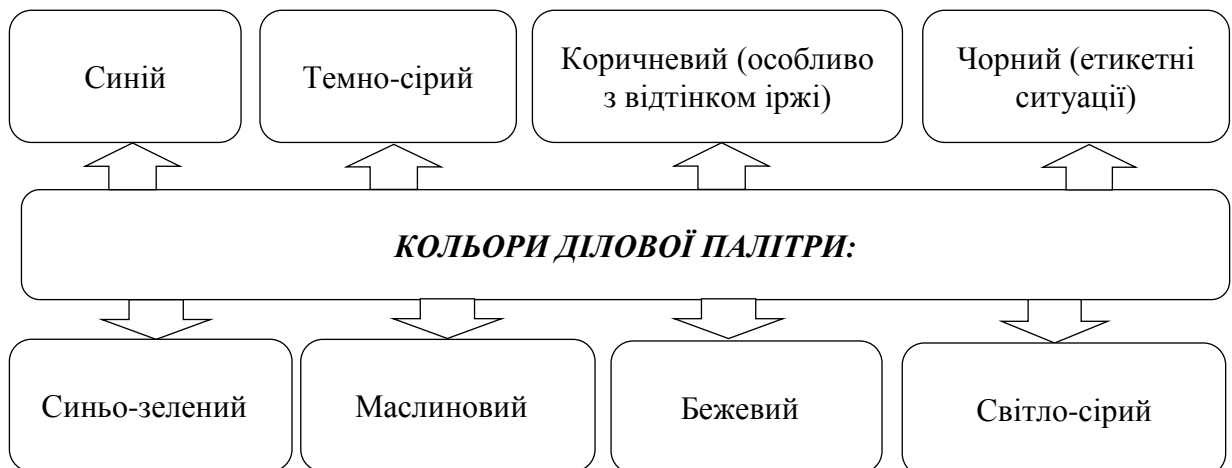 Синій
Темно-сірий
Коричневий (особливо
з відтінком іржі)
Чорний (етикетні
ситуації)
КОЛЬОРИ ДІЛОВОЇ ПАЛІТРИ:
Синьо-зелений
Маслиновий
Бежевий
Світло-сірий